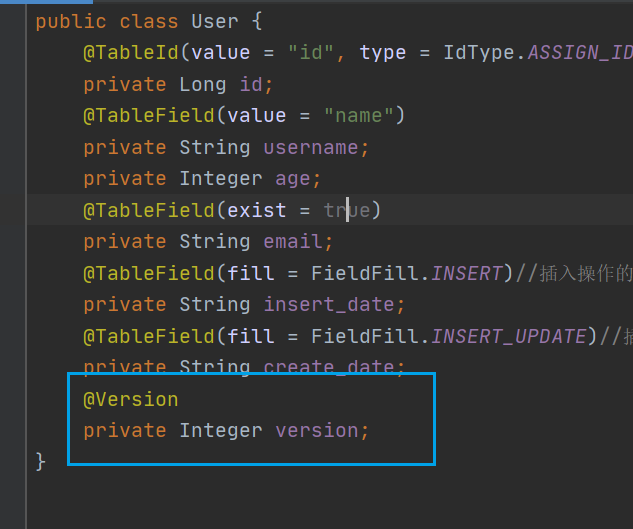 public class User {
@TableId(value = "id", type = IdType.ASSIGN_ID
private Long id;
@TableField(value = "name")
private String username;
private Integer age;
@TableField(exist = true)
private String email;
@TableField(fill = FieldFill.INSERT)//插入操作的
private String insert_date;
@TableField(fill = FieldFill.INSERT_UPDATE)//插
private String create_date;
@Version
private Integer version;
}